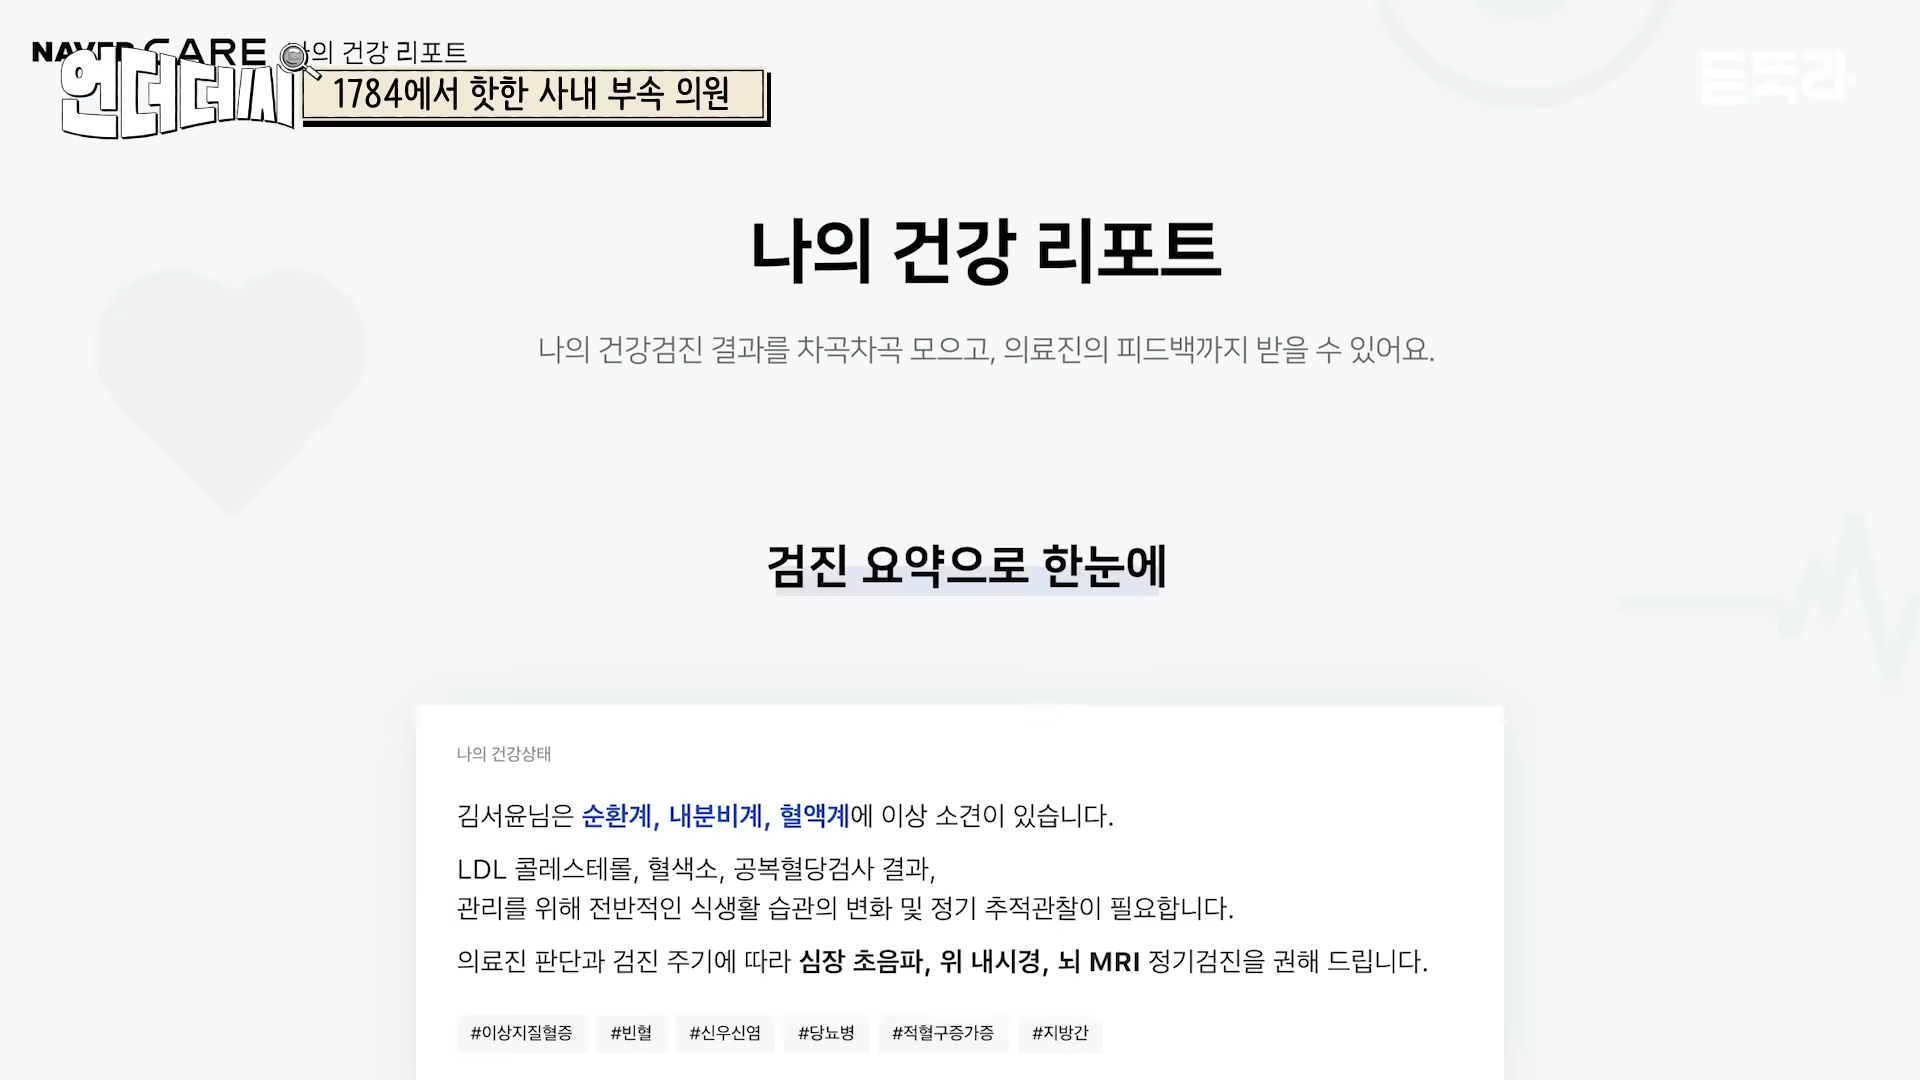 NAVER CARE 나의 건강 리포트
언더더씨
1784에서 핫한 사내 부속 의원
듣똑라
나의 건강 리포트
나의 건강검진 결과를 차곡차곡 모으고, 의료진의 피드백까지 받을 수 있어요.
검진 요약으로 한눈에
나의 건강상태
김서윤님은 순환계, 내분비계, 혈액계에 이상 소견이 있습니다.
LDL 콜레스테롤, 혈색소, 공복혈당검사 결과,
관리를 위해 전반적인 식생활 습관의 변화 및 정기 추적관찰이 필요합니다.
의료진 판단과 검진 주기에 따라 심장 초음파, 위 내시경, 뇌 MRI 정기검진을 권해 드립니다.
#이상지질혈증 #빈혈 #신우신염 #당뇨병 #적혈구증가증 #지방간